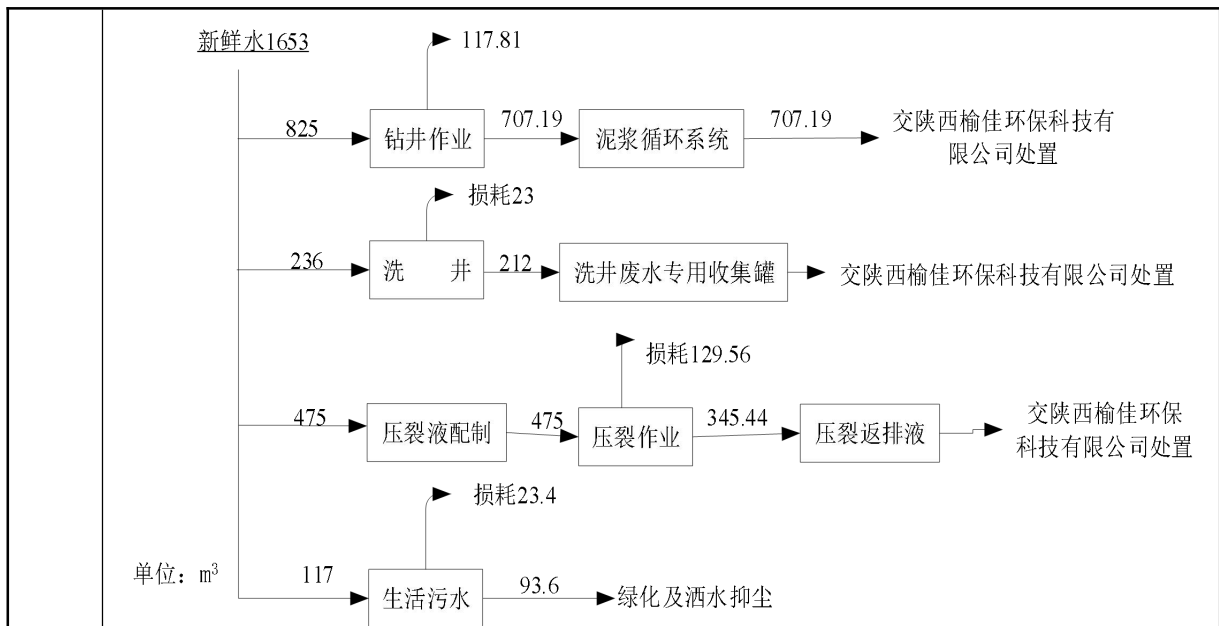 新鲜水1653
117.81
825
钻井作业
707.19
泥浆循环系统
707.19
交陕西榆佳环保科技有
限公司处置
损耗23
236
洗 井
212
洗井废水专用收集罐
交陕西榆佳环保科技有限公司处置
损耗129.56
475
压裂液配制
475
压裂作业
345.44
压裂返排液
交陕西榆佳环保
科技有限公司处置
损耗23.4
单位：m³
117
生活污水
93.6
绿化及洒水抑尘